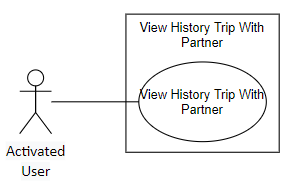 View History Trip With
Partner
View History Trip With
Partner
Activated
User